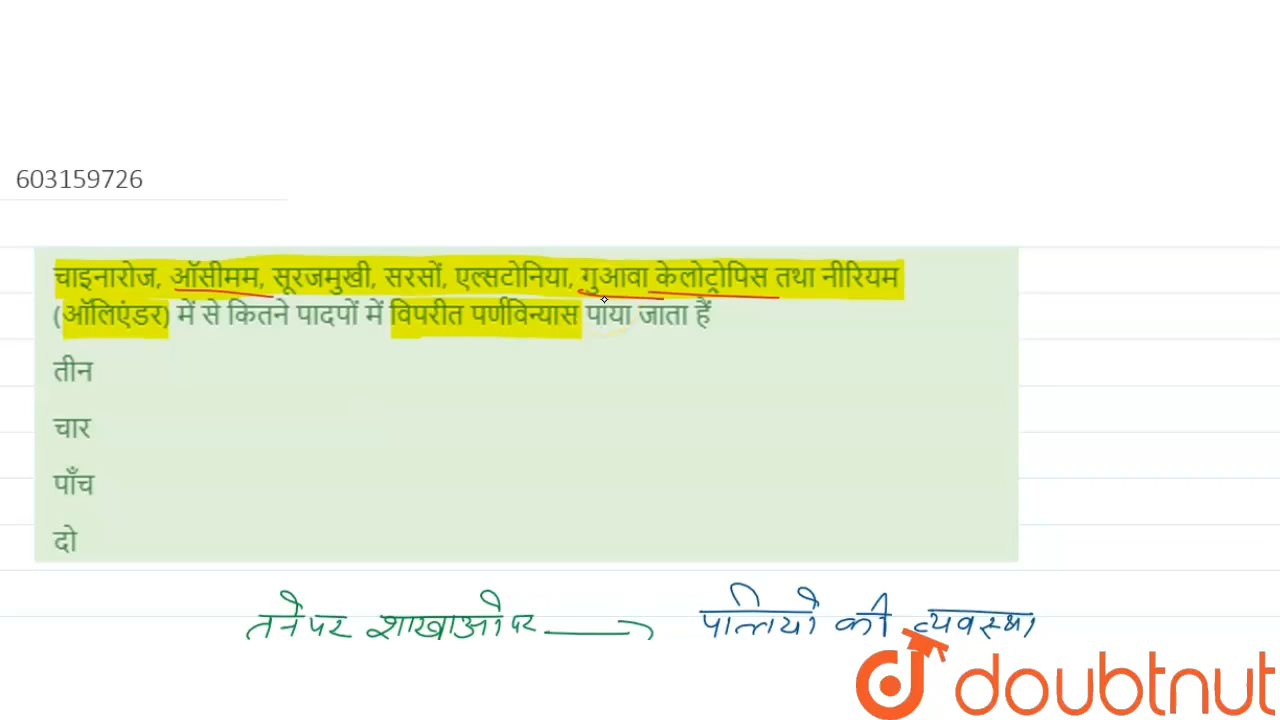 603159726
चाइनारोज, ऑसीमम, सूरजमुखी, सरसों, एल्सटोनिया, गुआवा केलोट्रोपिस तथा नीरियम
(ऑलिएंडर) में से कितने पादपों में विपरीत पर्णविन्यास पाया जाता हैं
तीन
चार
पाँच
दो
तने पर शाखाओ पर पत्तियों की व्यवस्था
doubtnut